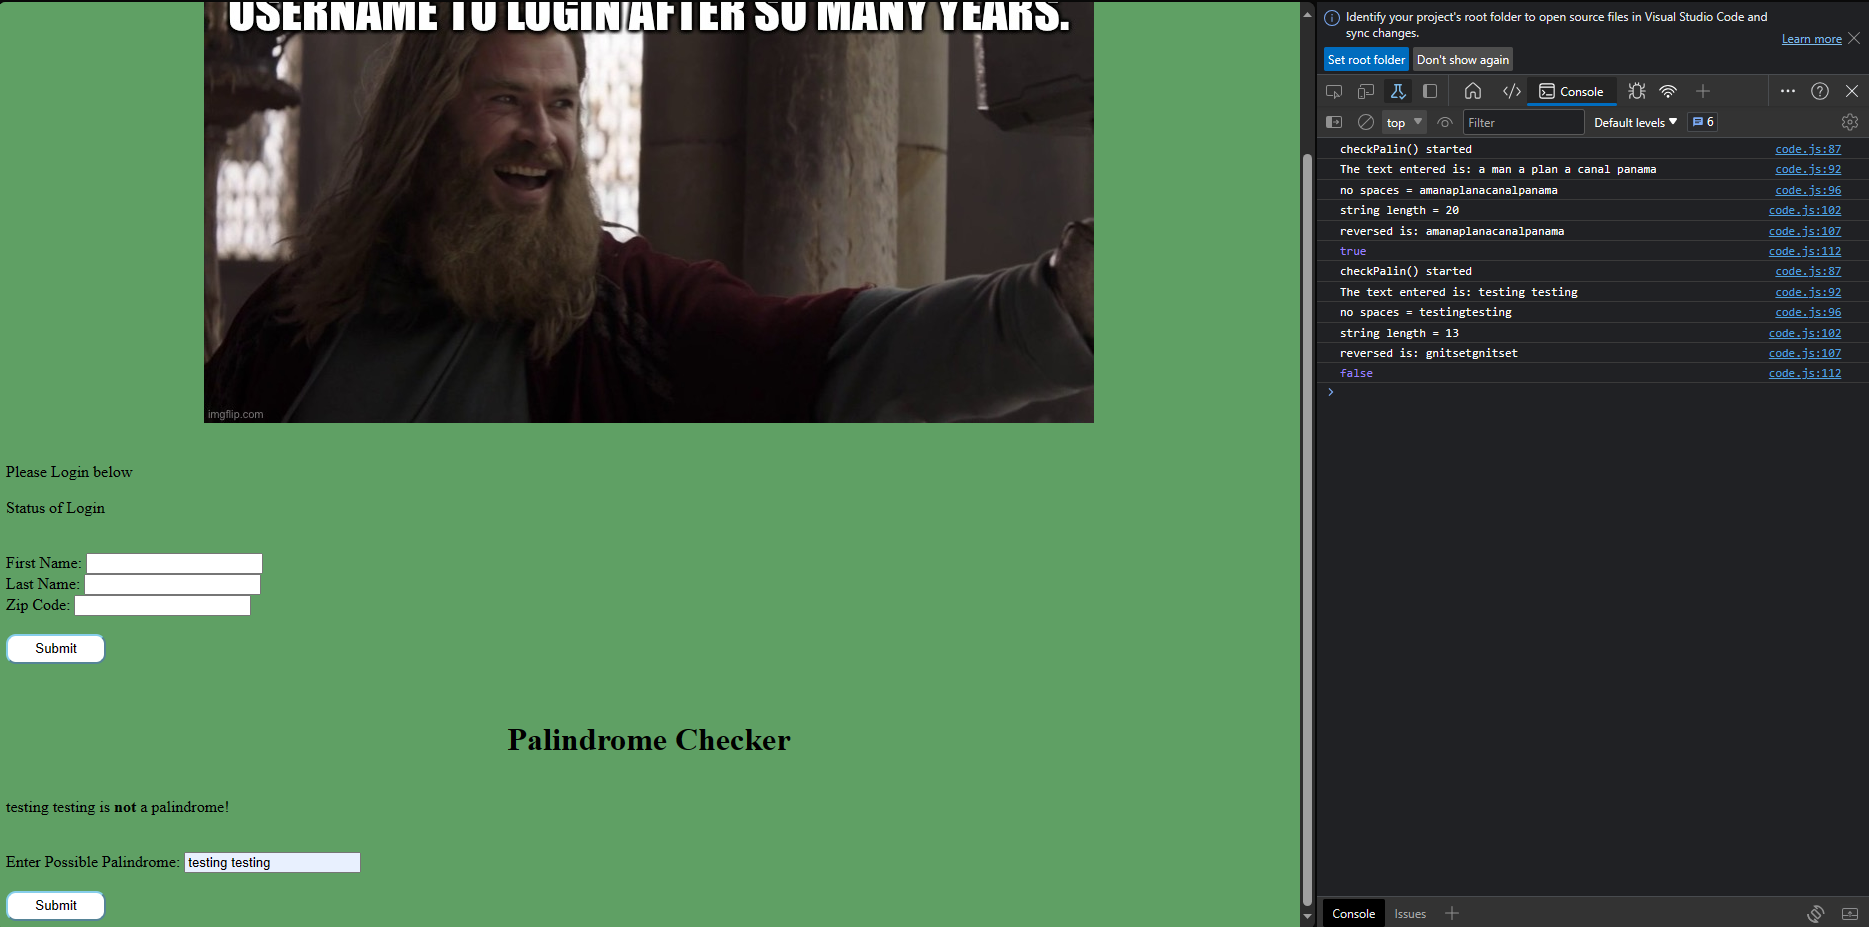 USERNAME TO LOGIN AFTER SO MANY YEARS.
imgflip.com
Please Login below
Status of Login
First Name:
Last Name:
Zip Code:
Submit
Palindrome Checker
testing testing is not a palindrome!
Enter Possible Palindrome: testing testing
Submit
Identify your project's root folder to open source files in Visual Studio Code and
sync changes.
Learn more
Set root folder Don't show again
Console
top Filter Default levels 6
checkPalin() started code.js:87
The text entered is: a man a plan a canal panama code.js:92
no spaces = amanaplanacanalpanama code.js:96
string length = 20 code.js:102
reversed is: amanaplanacanalpanama code.js:107
true code.js:112
checkPalin() started code.js:87
The text entered is: testing testing code.js:92
no spaces = testingtesting code.js:96
string length = 13 code.js:102
reversed is: gnitsetgnitset code.js:107
false code.js:112
Console Issues